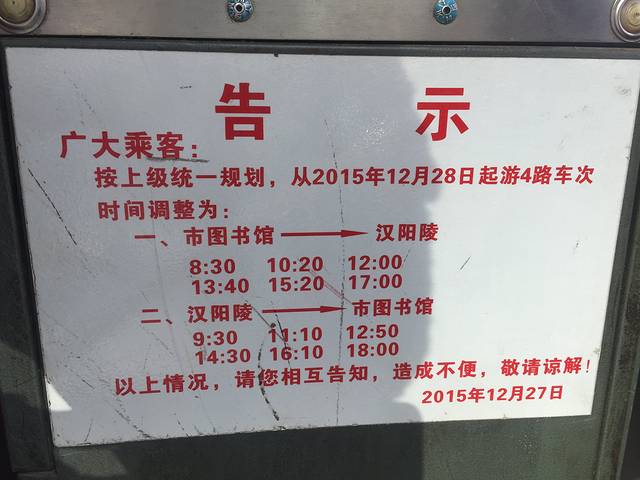 告 示
广大乘客：
按上级统一规划，从2015年12月28日起游4路车次
时间调整为：
一、市图书馆 → 汉阳陵
8:30 10:20 12:00
13:40 15:20 17:00
二、汉阳陵 → 市图书馆
9:30 11:10 12:50
14:30 16:10 18:00
以上情况，请您相互告知，造成不便，敬请谅解！
2015年12月27日